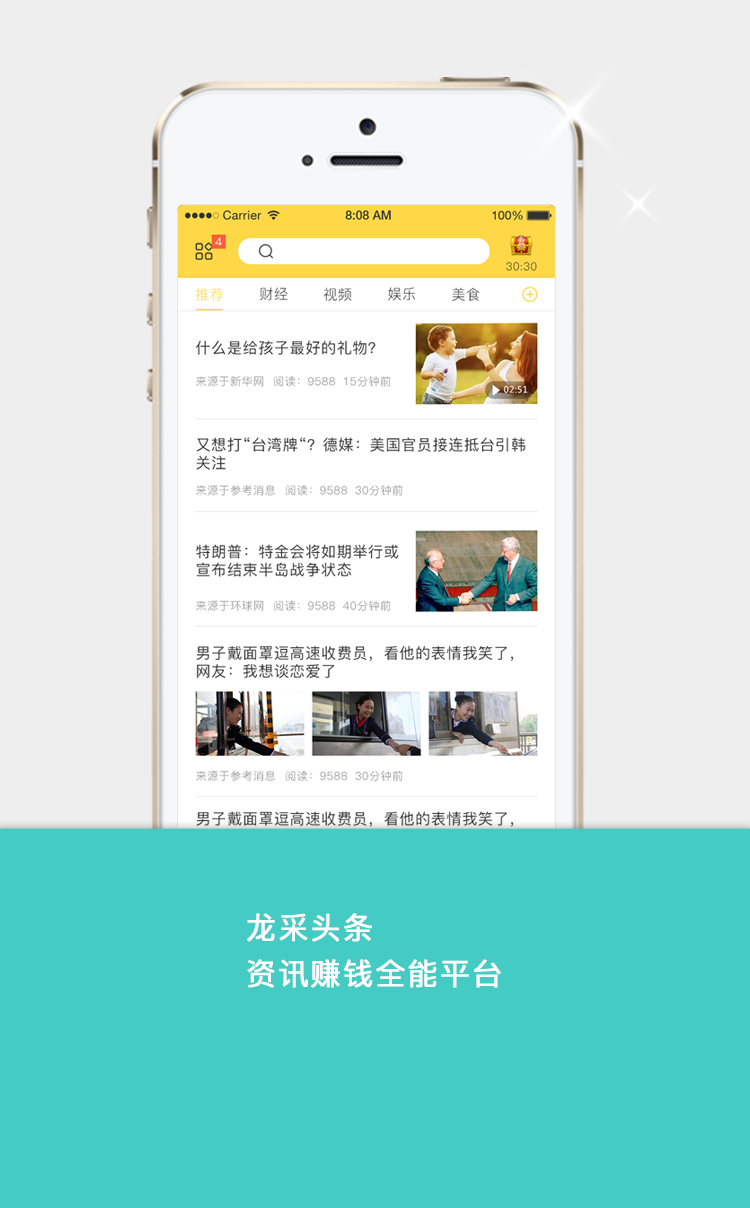 Carrier 8:08 AM 100%
4
30:30
推荐 财经 视频 娱乐 美食
什么是给孩子最好的礼物?
来源于新华网 阅读: 9588 15分钟前
02:51
又想打“台湾牌“? 德媒: 美国官员接连抵台引韩
关注
来源于参考消息 阅读: 9588 30分钟前
特朗普: 特金会将如期举行或
宣布结束半岛战争状态
来源于环球网 阅读: 9588 40分钟前
男子戴面罩逗高速收费员, 看他的表情我笑了,
网友: 我想谈恋爱了
来源于参考消息 阅读: 9588 30分钟前
男子戴面罩逗高速收费员, 看他的表情我笑了,
龙采头条
资讯赚钱全能平台